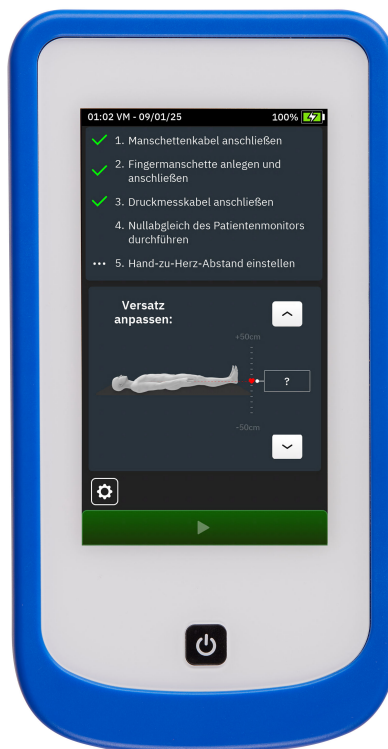 01:02 VM - 09/01/25 100%
1. Manschettenkabel anschließen
2. Fingermanschette anlegen und
anschließen
3. Druckmesskabel anschließen
4. Nullabgleich des Patientenmonitors
durchführen
••• 5. Hand-zu-Herz-Abstand einstellen
Versatz
anpassen:
+50cm
?
-50cm